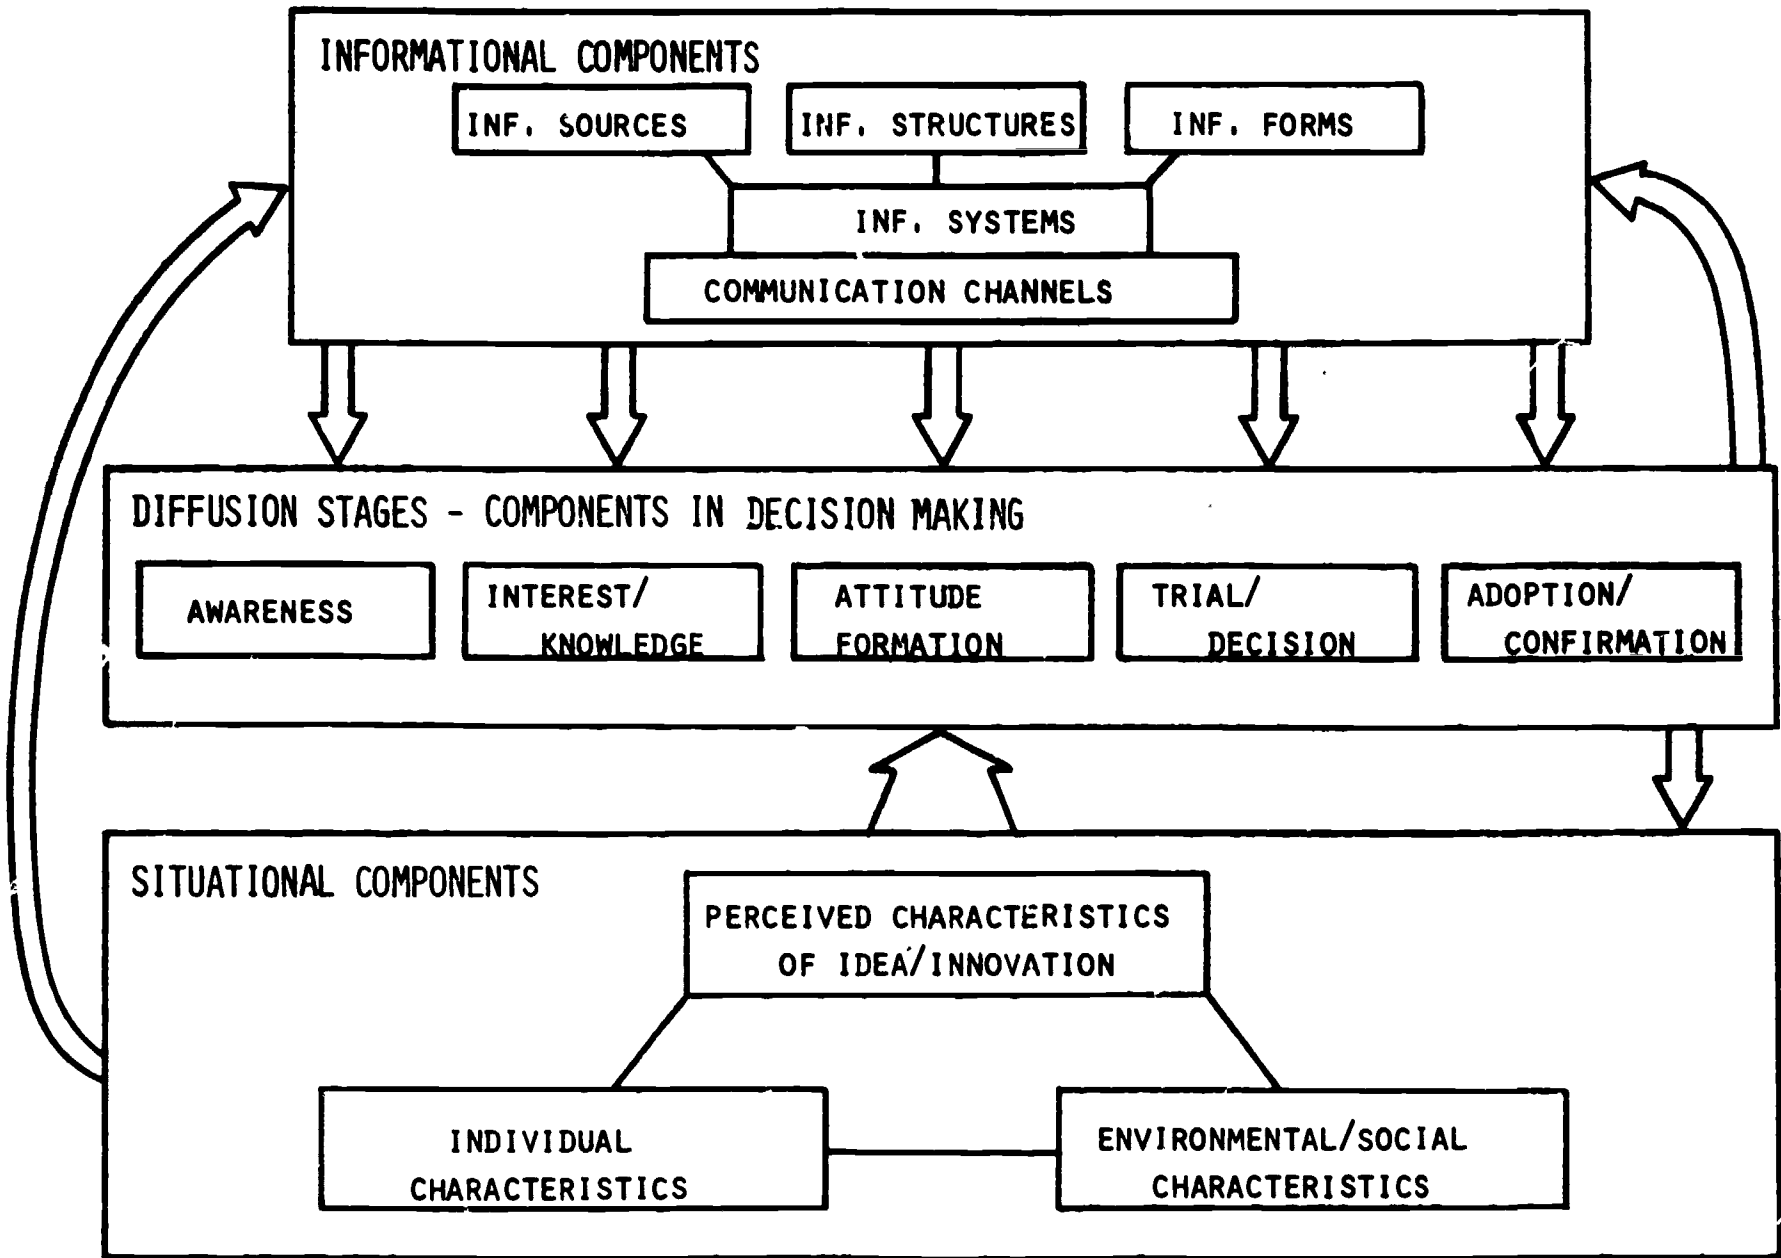 INFORMATIONAL COMPONENTS
INF. SOURCES
INF. STRUCTURES
INF. FORMS
INF. SYSTEMS
COMMUNICATION CHANNELS
DIFFUSION STAGES - COMPONENTS IN DECISION MAKING
AWARENESS
INTEREST/
KNOWLEDGE
ATTITUDE
FORMATION
TRIAL/
DECISION
ADOPTION/
CONFIRMATION
SITUATIONAL COMPONENTS
PERCEIVED CHARACTERISTICS
OF IDEA/INNOVATION
INDIVIDUAL
CHARACTERISTICS
ENVIRONMENTAL/SOCIAL
CHARACTERISTICS